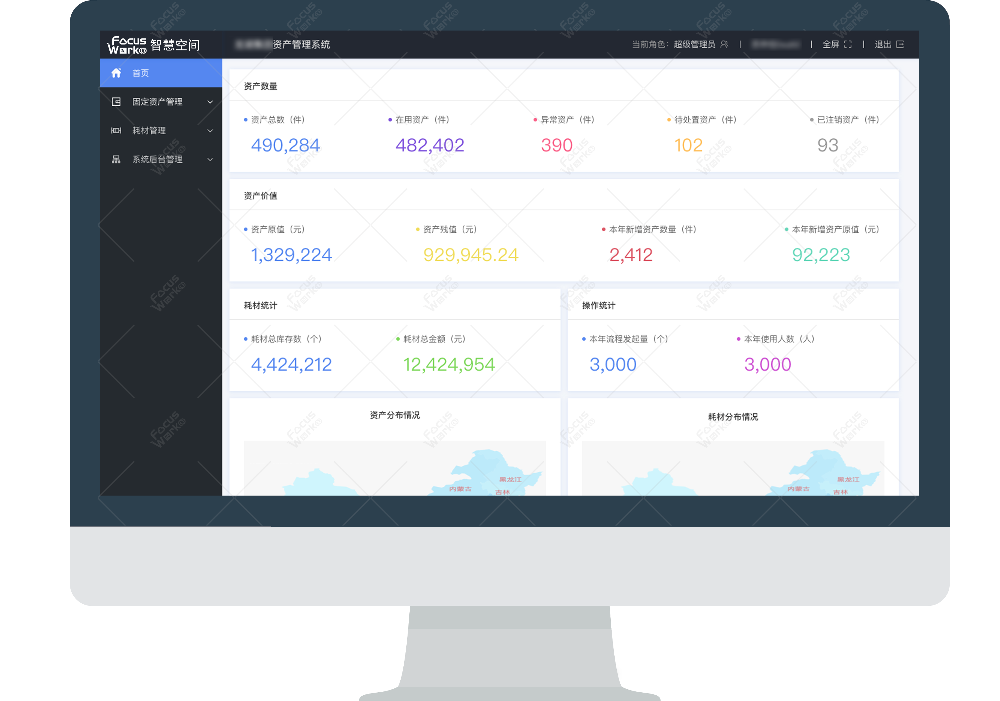 Focus Work 智慧空间
资产管理系统
当前角色：超级管理员
全屏
退出
首页
固定资产管理
耗材管理
系统后台管理
资产数量
资产总数（件） 在用资产（件） 异常资产（件） 待处置资产（件） 已注销资产（件）
490,284 482,402 390 102 93
资产价值
资产原值（元） 资产残值（元） 本年新增资产数量（件） 本年新增资产原值（元）
1,329,224 929,945.24 2,412 92,223
耗材统计
耗材总库存数（个） 耗材总金额（元）
4,424,212 12,424,954
操作统计
本年流程发起量（个） 本年使用人数（人）
3,000 3,000
资产分布情况
黑龙江
内蒙古
吉林
耗材分布情况
黑龙江
内蒙古
吉林